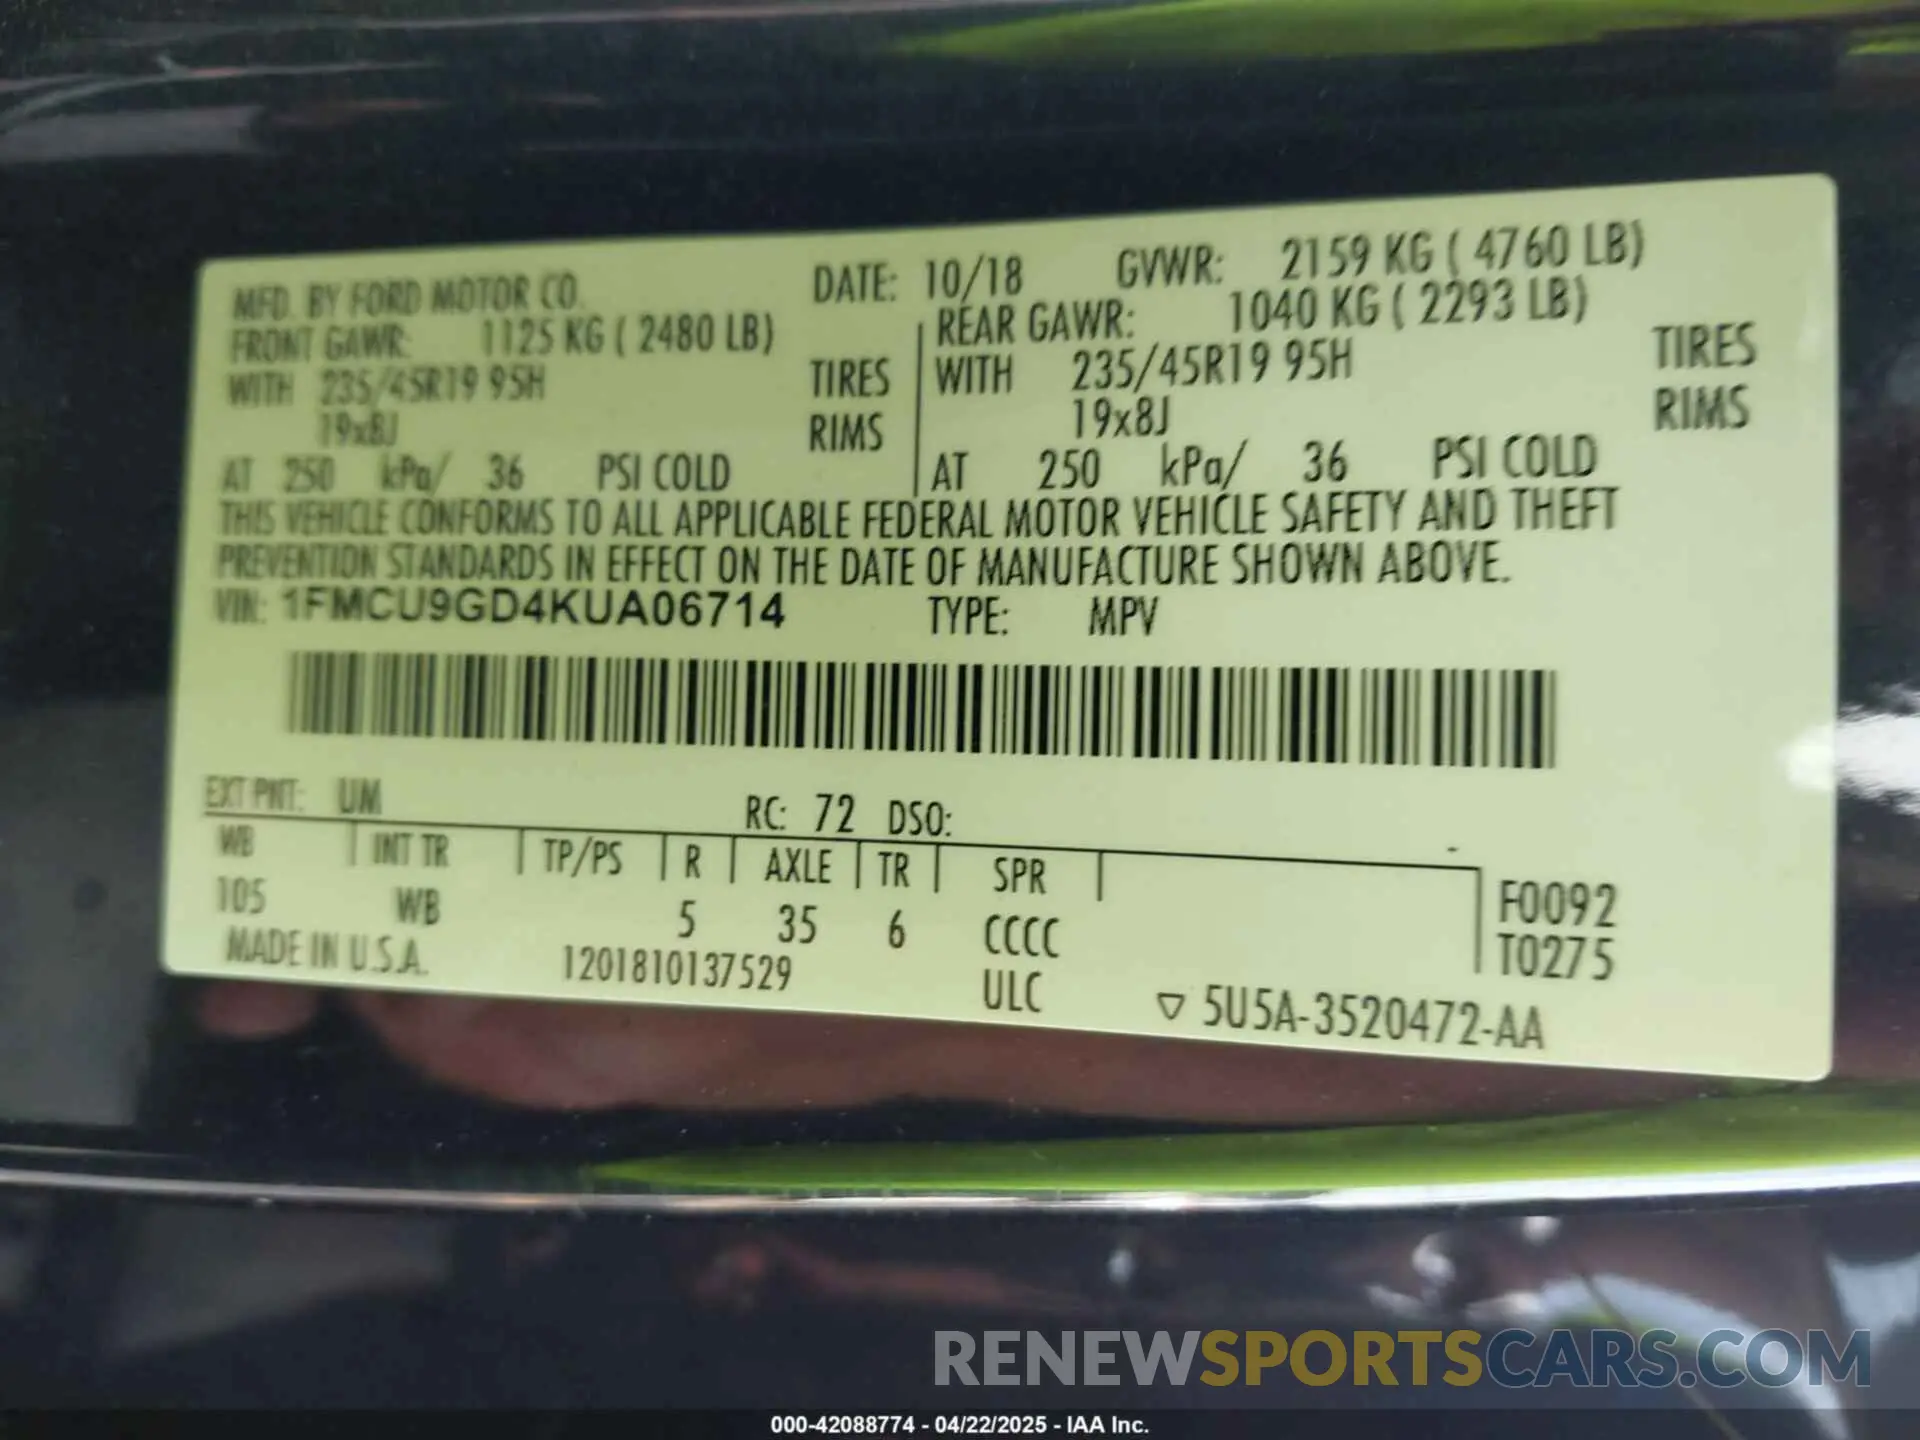 MFD. BY FORD MOTOR CO. DATE: 10/18 GVWR: 2159 KG ( 4760 LB)
FRONT GAWR: 1125 KG ( 2480 LB) REAR GAWR: 1040 KG ( 2293 LB)
WITH 235/45R19 95H TIRES WITH 235/45R19 95H TIRES
19x8J RIMS 19x8J RIMS
AT 250 kPa/ 36 PSI COLD AT 250 kPa/ 36 PSI COLD
THIS VEHICLE CONFORMS TO ALL APPLICABLE FEDERAL MOTOR VEHICLE SAFETY AND THEFT
PREVENTION STANDARDS IN EFFECT ON THE DATE OF MANUFACTURE SHOWN ABOVE.
VIN: 1FMCU9GD4KUA06714 TYPE: MPV
EXT PNT: UM RC: 72 DSO:
WB INT TR TP/PS R AXLE TR SPR F0092
105 WB 5 35 6 CCCC T0275
MADE IN U.S.A. 1201810137529 ULC ▽ 5U5A-3520472-AA
RENEWSPORTSCARS.COM
000-42088774 - 04/22/2025 - IAA Inc.